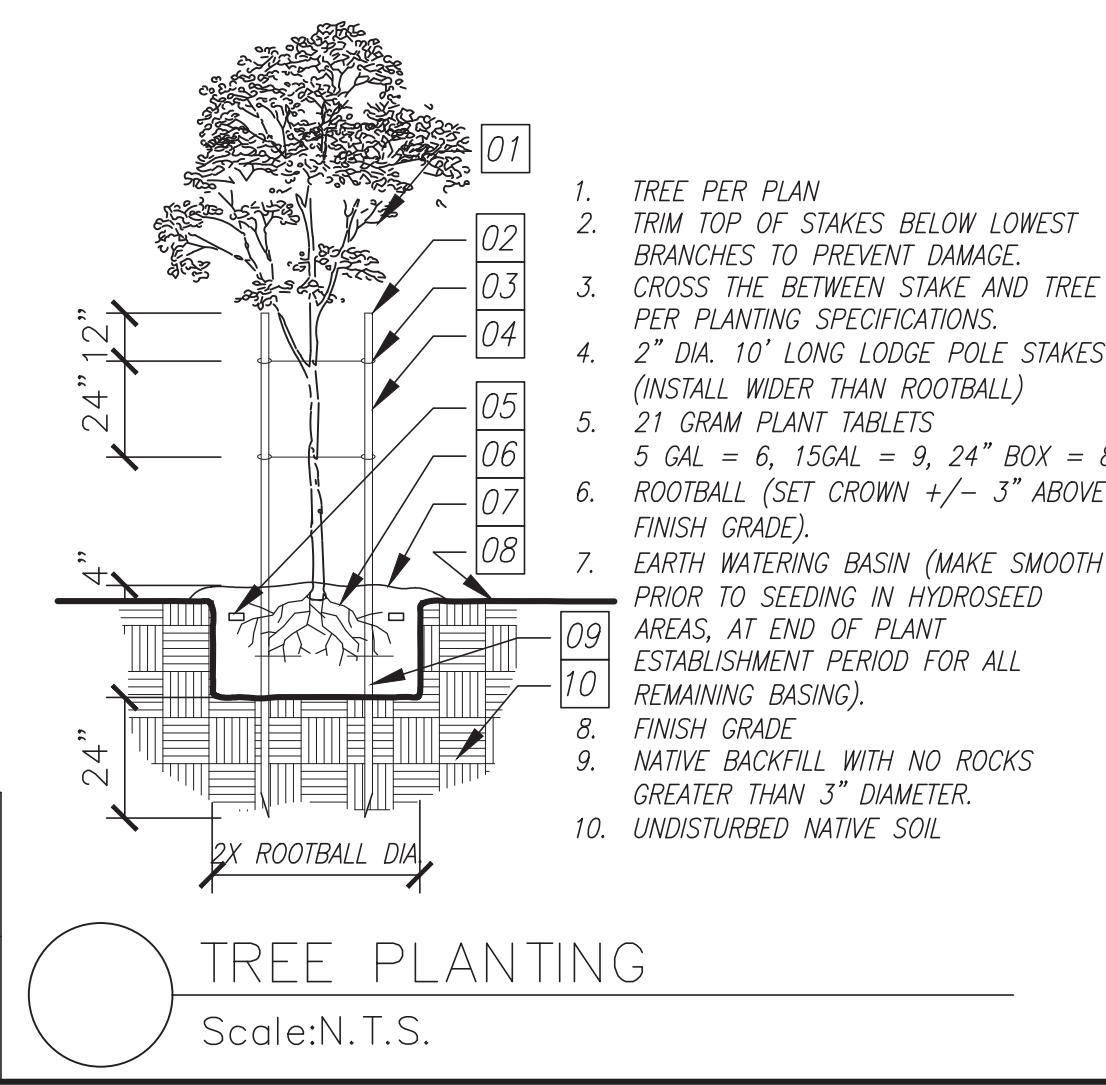 01
02
03
04
05
06
07
08
09
10
12"
24"
4"
24"
2X ROOTBALL DIA.
1. TREE PER PLAN
2. TRIM TOP OF STAKES BELOW LOWEST
BRANCHES TO PREVENT DAMAGE.
3. CROSS THE BETWEEN STAKE AND TREE
PER PLANTING SPECIFICATIONS.
4. 2" DIA. 10' LONG LODGE POLE STAKES
(INSTALL WIDER THAN ROOTBALL)
5. 21 GRAM PLANT TABLETS
5 GAL = 6, 15GAL = 9, 24" BOX = 8
6. ROOTBALL (SET CROWN +/- 3" ABOVE
FINISH GRADE).
7. EARTH WATERING BASIN (MAKE SMOOTH
PRIOR TO SEEDING IN HYDROSEED
AREAS, AT END OF PLANT
ESTABLISHMENT PERIOD FOR ALL
REMAINING BASING).
8. FINISH GRADE
9. NATIVE BACKFILL WITH NO ROCKS
GREATER THAN 3" DIAMETER.
10. UNDISTURBED NATIVE SOIL
TREE PLANTING
Scale:N.T.S.